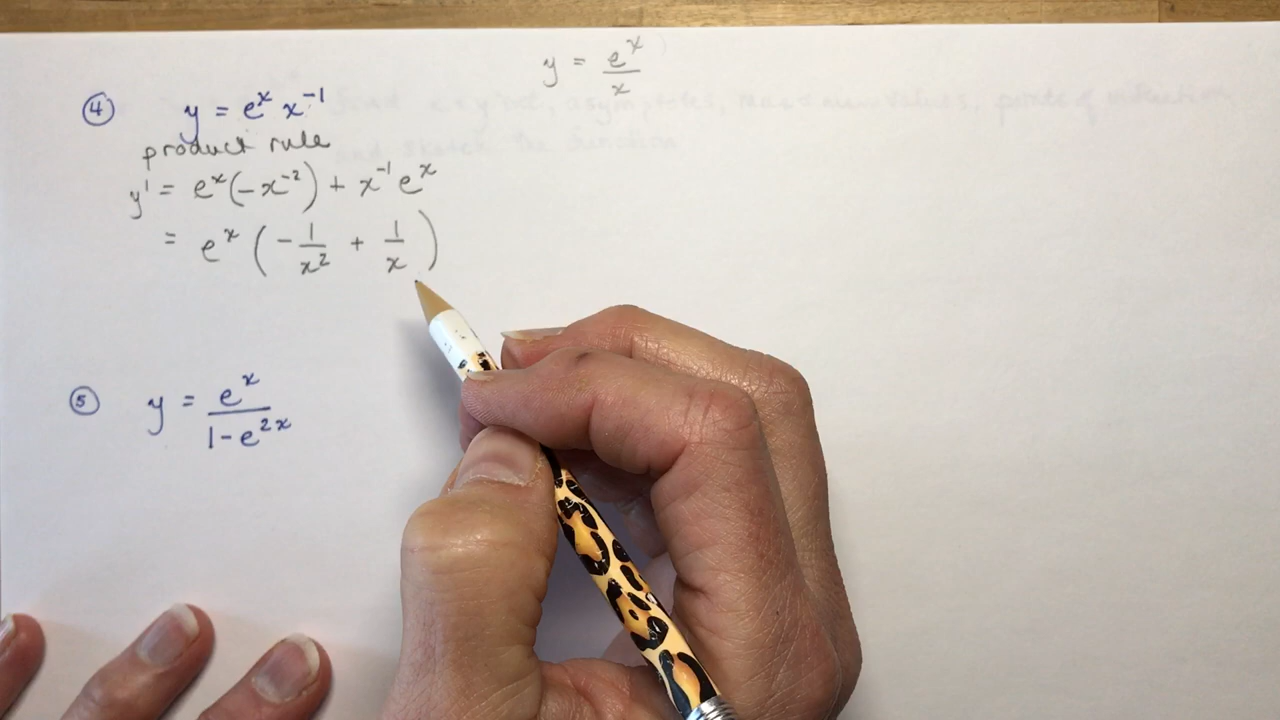 y = e^x / x
④ y = e^x x^-1
product rule
y' = e^x(-x^-2) + x^-1 e^x
= e^x (-1/x^2 + 1/x)
⑤ y = e^x / 1-e^2x